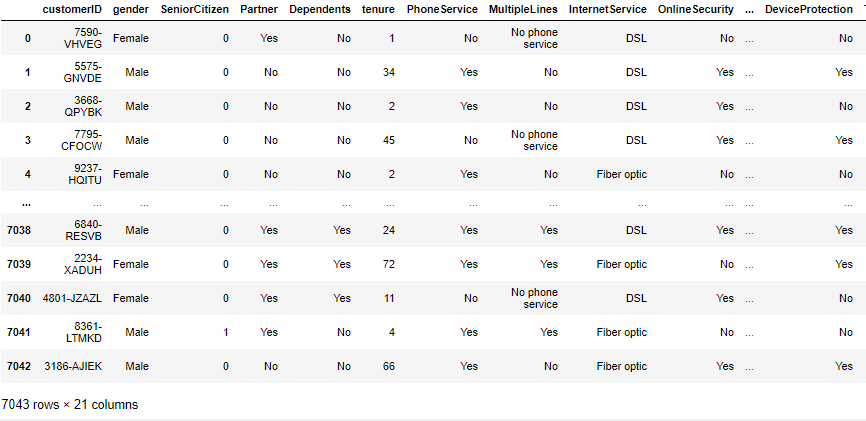 customerID gender SeniorCitizen Partner Dependents tenure PhoneService MultipleLines InternetService OnlineSecurity ... DeviceProtection
0 7590-VHVEG Female 0 Yes No 1 No No phone service DSL No ... No
1 5575-GNVDE Male 0 No No 34 Yes No DSL Yes ... Yes
2 3668-QPYBK Male 0 No No 2 Yes No DSL Yes ... No
3 7795-CFOCW Male 0 No No 45 No No phone service DSL Yes ... Yes
4 9237-HQITU Female 0 No No 2 Yes No Fiber optic No ... No
... ... ... ... ... ... ... ... ... ... ... ... ...
7038 6840-RESVB Male 0 Yes Yes 24 Yes Yes DSL Yes ... Yes
7039 2234-XADUH Female 0 Yes Yes 72 Yes Yes Fiber optic No ... Yes
7040 4801-JZAZL Female 0 Yes Yes 11 No No phone service DSL Yes ... No
7041 8361-LTMKD Male 1 Yes No 4 Yes Yes Fiber optic No ... No
7042 3186-AJIEK Male 0 No No 66 Yes No Fiber optic Yes ... Yes
7043 rows × 21 columns